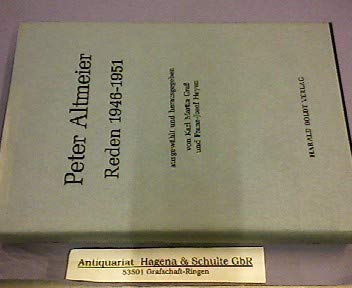 Peter Altmeier
Reden 1946-1951
ausgewählt und herausgegeben
von Karl Martin Graß
und Franz-Josef Heyen
HARALD BOLDT VERLAG
Antiquariat Hagena & Schulte GbR
53501 Grafschaft-Ringen